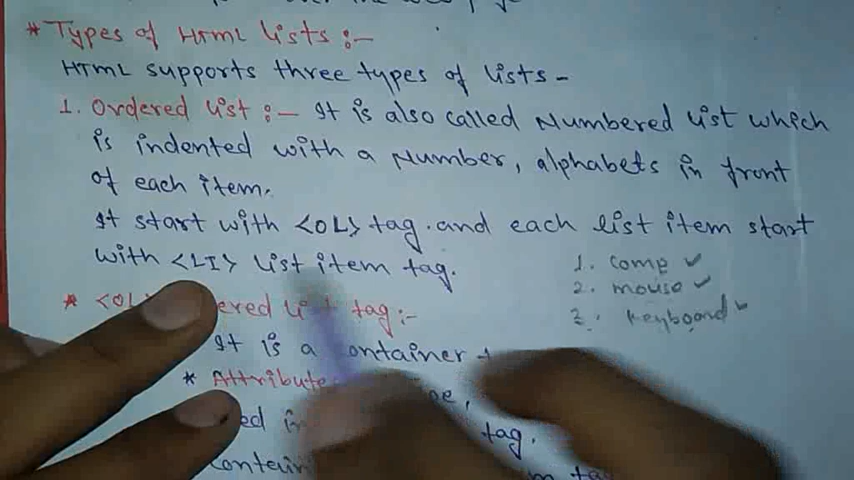 * Types of HTML lists :-
HTML supports three types of lists -
1. Ordered list :- It is also called Numbered list which
is indented with a Number, alphabets in front
of each item.
It start with <OL> tag. and each list item start
with <LI> list item tag.
1. comp ✓
2. mouse ✓
3. keyboard ✓
* <OL> list tag :-
It is a container
* Attribute
tag.